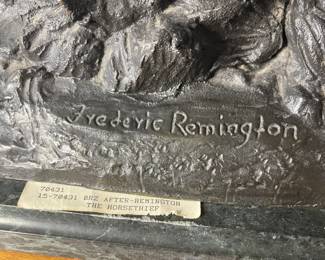 Frederic Remington
70431
15-70431 BRZ AFTER-REMINGTON
THE HORSETHIEF